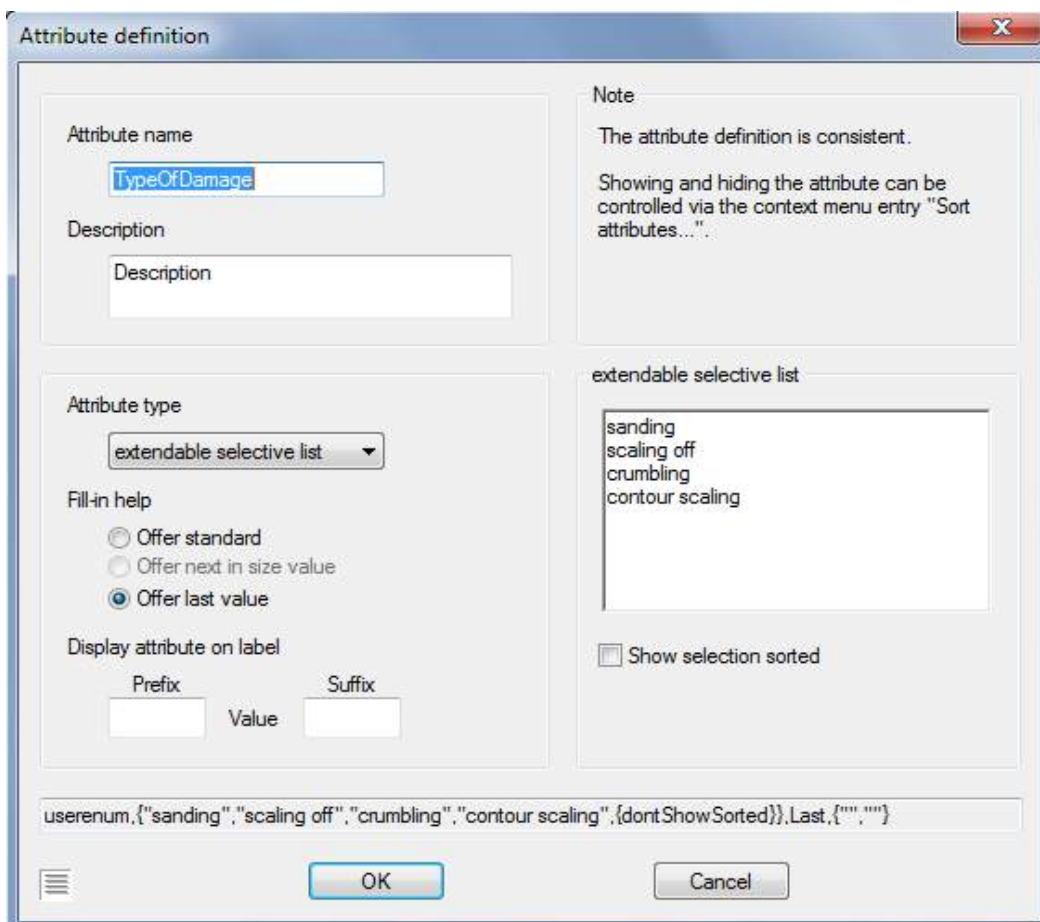 Attribute definition
Attribute name
TypeOfDamage
Description
Description
Note
The attribute definition is consistent.
Showing and hiding the attribute can be
controlled via the context menu entry "Sort
attributes...".
Attribute type
extendable selective list
Fill-in help
Offer standard
Offer next in size value
Offer last value
Display attribute on label
Prefix
Suffix
Value
extendable selective list
sanding
scaling off
crumbling
contour scaling
Show selection sorted
userenum,{"sanding","scaling off","crumbling","contour scaling",{dontShowSorted}},Last,{"",""}
OK
Cancel